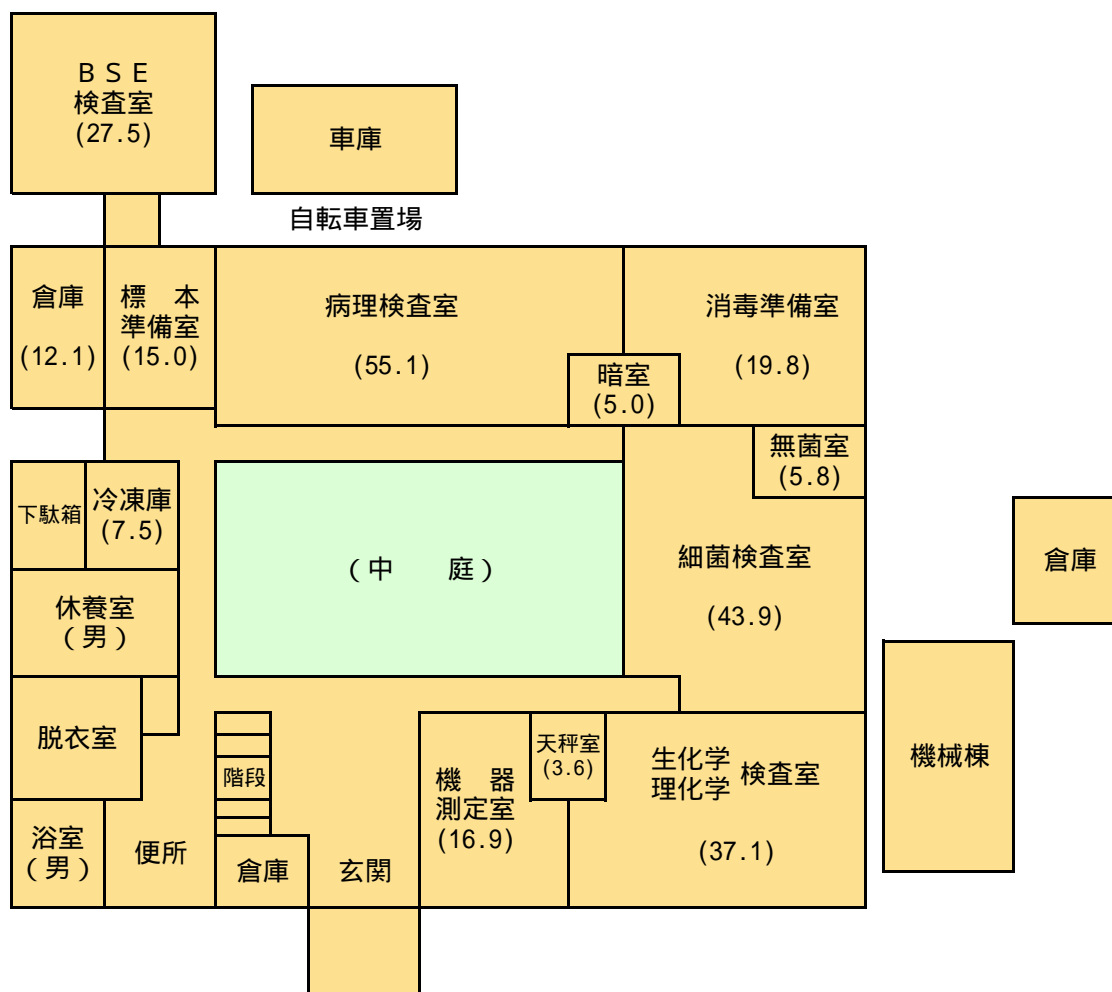 ＢＳＥ
検査室
(27.5)
車庫
自転車置場
倉庫
(12.1)
標　本
準備室
(15.0)
病理検査室
(55.1)
消毒準備室
(19.8)
暗室
(5.0)
無菌室
(5.8)
下駄箱
冷凍庫
(7.5)
（中　　庭）
細菌検査室
(43.9)
倉庫
休養室
（男）
脱衣室
階段
機　器
測定室
(16.9)
天秤室
(3.6)
生化学
理化学
検査室
(37.1)
機械棟
浴室
（男）
便所
倉庫
玄関